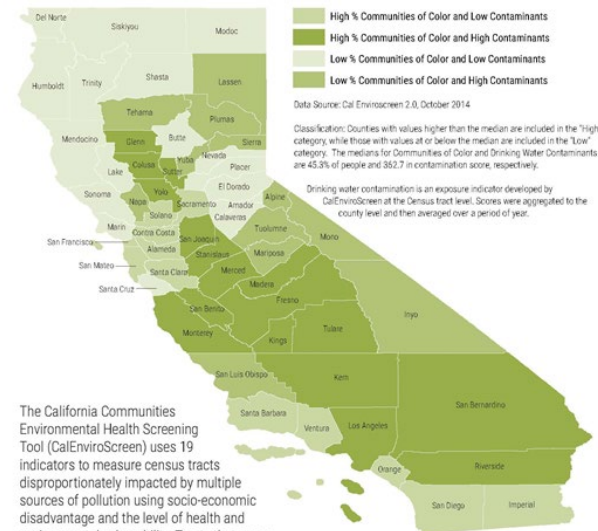 Del Norte
Siskiyou
Modoc
Humboldt
Trinity
Shasta
Lassen
Tehama
Plumas
Mendocino
Glenn
Butte
Sierra
Lake
Colusa
Sutter
Yuba
Nevada
Placer
Sonoma
Napa
Yolo
El Dorado
Sacramento
Amador
Alpine
Marin
Solano
Calaveras
Contra Costa
San Joaquin
Tuolumne
Mono
San Francisco
Alameda
Stanislaus
Mariposa
San Mateo
Santa Clara
Merced
Santa Cruz
Madera
Fresno
San Benito
Inyo
Monterey
Kings
Tulare
San Luis Obispo
Kern
San Bernardino
Santa Barbara
Ventura
Los Angeles
Orange
Riverside
San Diego
Imperial
High % Communities of Color and Low Contaminants
High % Communities of Color and High Contaminants
Low % Communities of Color and Low Contaminants
Low % Communities of Color and High Contaminants
Data Source: Cal Enviroscreen 2.0, October 2014
Classification: Counties with values higher than the median are included in the "High"
category, while those with values at or below the median are included in the "Low"
category. The medians for Communities of Color and Drinking Water Contaminants
are 45.3% of people and 362.7 in contamination score, respectively.
Drinking water contamination is an exposure indicator developed by
CalEnviroScreen at the Census tract level. Scores were aggregated to the
county level and then averaged over a period of year.
The California Communities
Environmental Health Screening
Tool (CalEnviroScreen) uses 19
indicators to measure census tracts
disproportionately impacted by multiple
sources of pollution using socio-economic
disadvantage and the level of health and